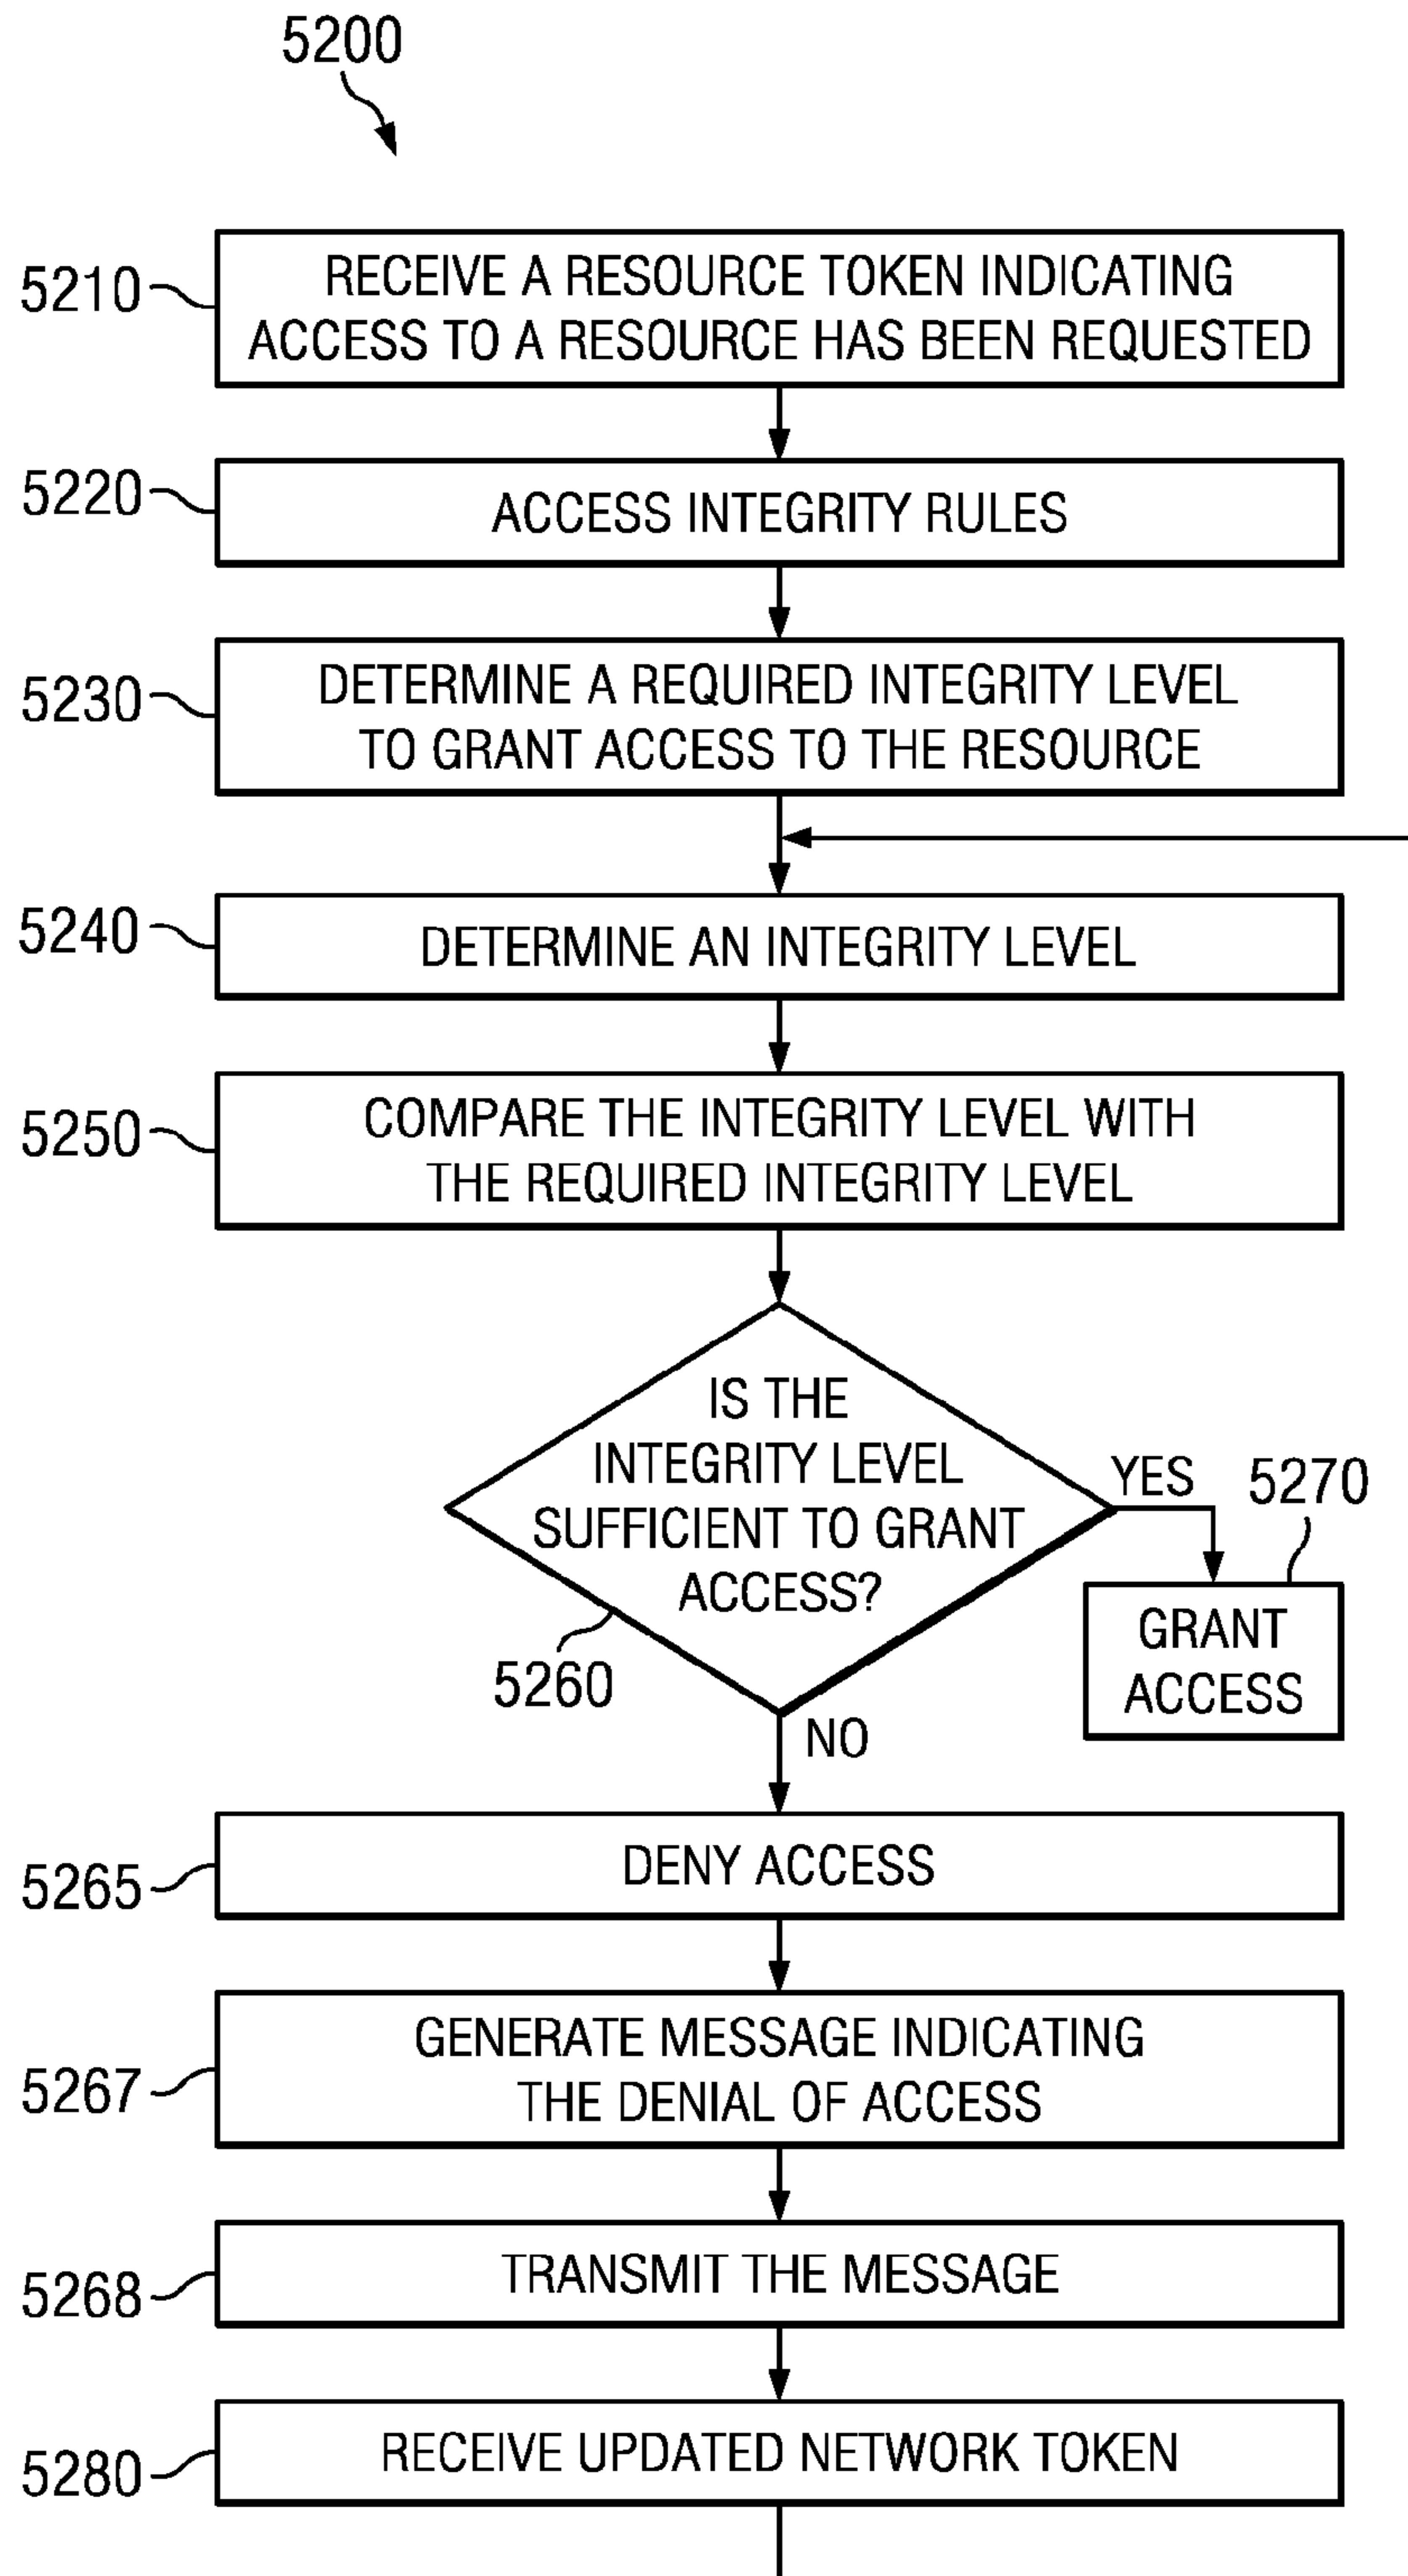 5200
5210
RECEIVE A RESOURCE TOKEN INDICATING
ACCESS TO A RESOURCE HAS BEEN REQUESTED
5220
ACCESS INTEGRITY RULES
5230
DETERMINE A REQUIRED INTEGRITY LEVEL
TO GRANT ACCESS TO THE RESOURCE
5240
DETERMINE AN INTEGRITY LEVEL
5250
COMPARE THE INTEGRITY LEVEL WITH
THE REQUIRED INTEGRITY LEVEL
IS THE
INTEGRITY LEVEL
SUFFICIENT TO GRANT
ACCESS?
5260
YES
5270
GRANT
ACCESS
NO
5265
DENY ACCESS
5267
GENERATE MESSAGE INDICATING
THE DENIAL OF ACCESS
5268
TRANSMIT THE MESSAGE
5280
RECEIVE UPDATED NETWORK TOKEN